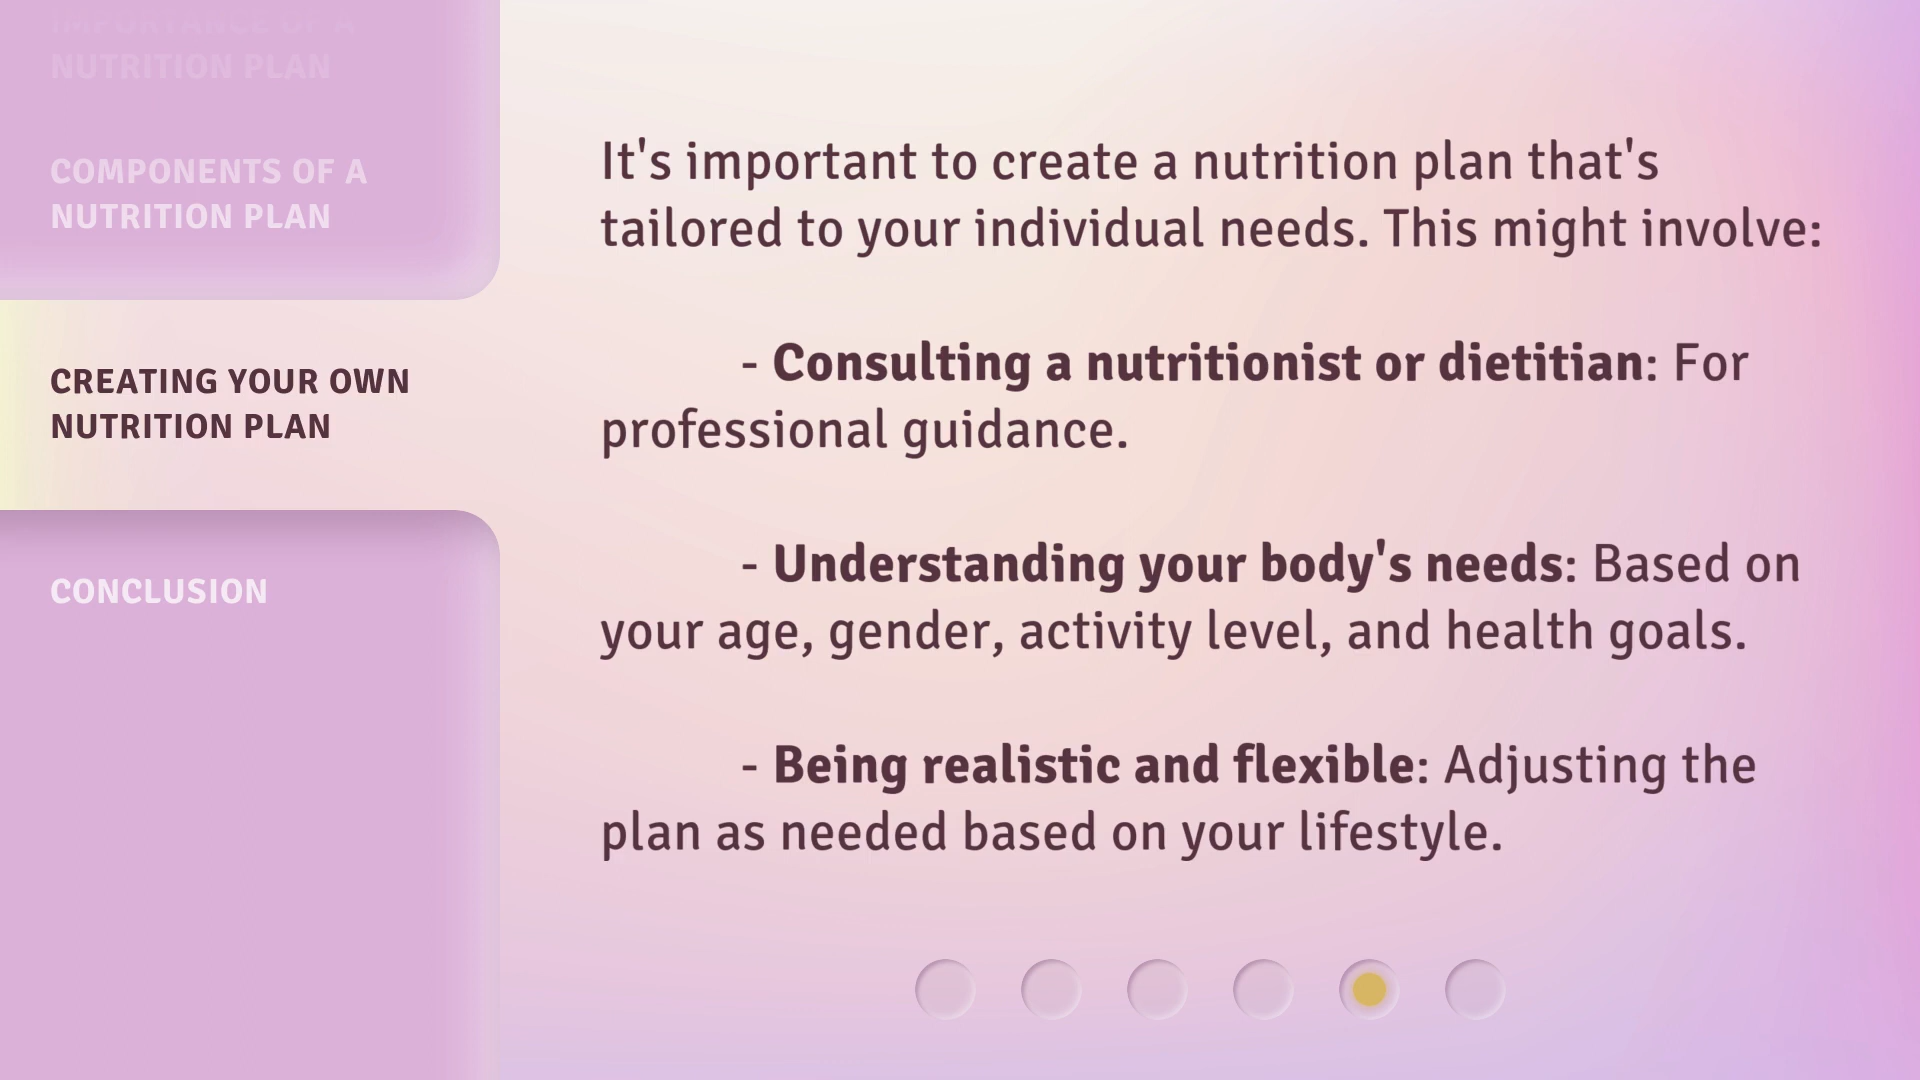 IMPORTANCE OF A
NUTRITION PLAN
COMPONENTS OF A
NUTRITION PLAN
CREATING YOUR OWN
NUTRITION PLAN
CONCLUSION
It's important to create a nutrition plan that's
tailored to your individual needs. This might involve:
- Consulting a nutritionist or dietitian: For
professional guidance.
- Understanding your body's needs: Based on
your age, gender, activity level, and health goals.
- Being realistic and flexible: Adjusting the
plan as needed based on your lifestyle.